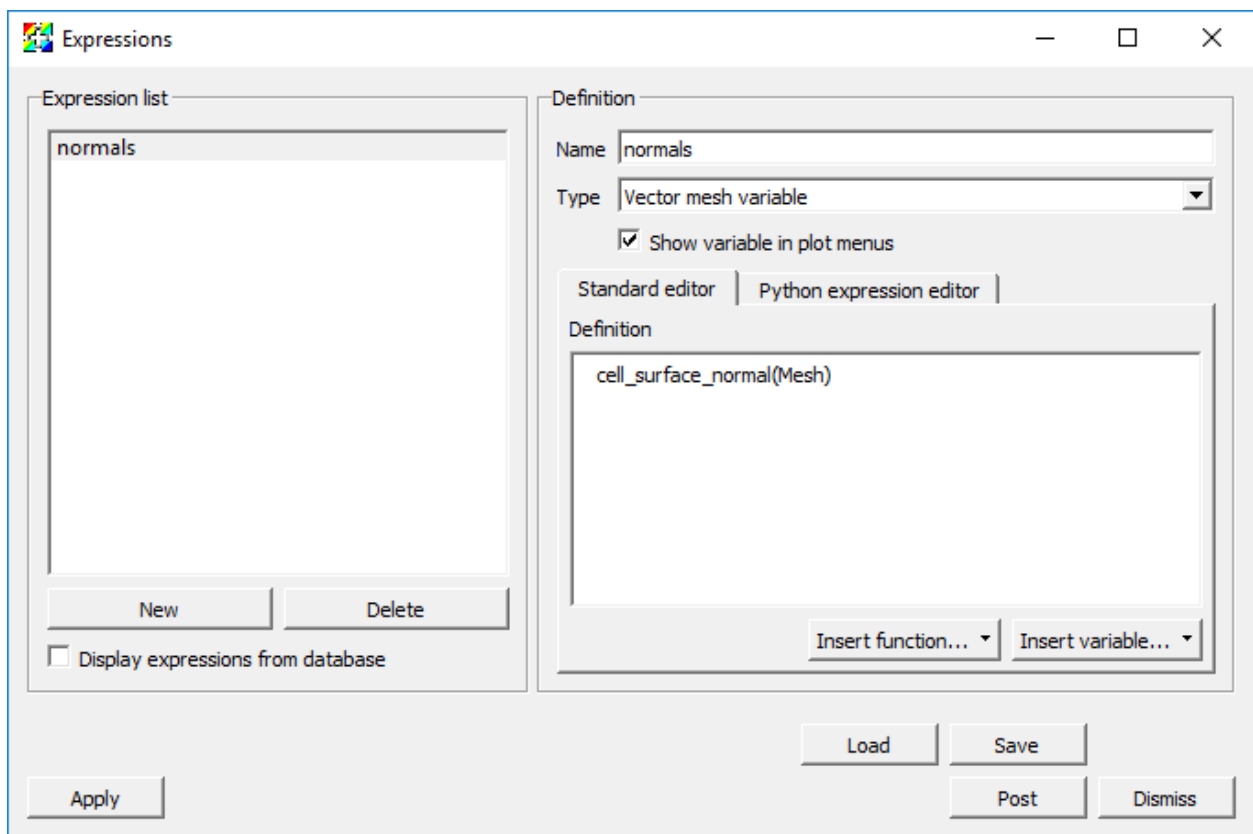 Expressions
Expression list
normals
New
Delete
Display expressions from database
Definition
Name normals
Type Vector mesh variable
Show variable in plot menus
Standard editor
Python expression editor
Definition
cell_surface_normal(Mesh)
Insert function...
Insert variable...
Load
Save
Apply
Post
Dismiss